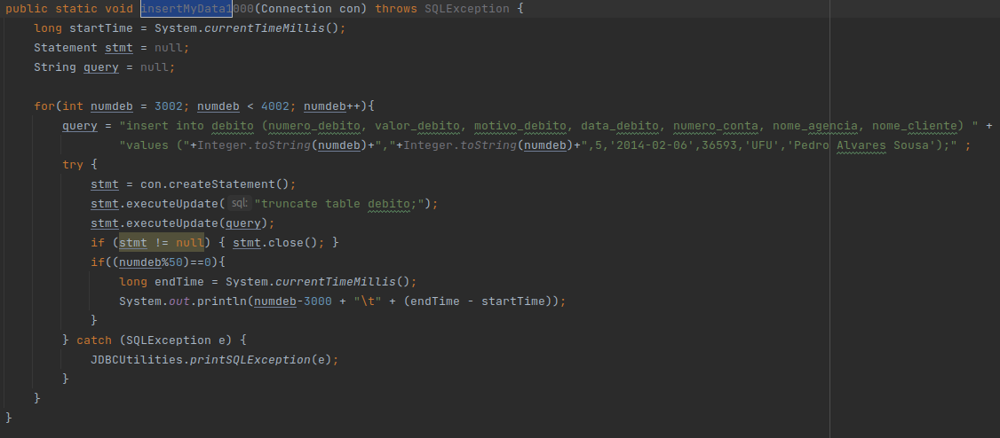 public static void insertMyData1000(Connection con) throws SQLException {
    long startTime = System.currentTimeMillis();
    Statement stmt = null;
    String query = null;

    for(int numdeb = 3002; numdeb < 4002; numdeb++){
        query = "insert into debito (numero_debito, valor_debito, motivo_debito, data_debito, numero_conta, nome_agencia, nome_cliente) " +
                "values ("+Integer.toString(numdeb)+","+Integer.toString(numdeb)+",5,'2014-02-06',36593,'UFU','Pedro Alvares Sousa');" ;
        try {
            stmt = con.createStatement();
            stmt.executeUpdate( sql: "truncate table debito;");
            stmt.executeUpdate(query);
            if (stmt != null) { stmt.close(); }
            if((numdeb%50)==0){
                long endTime = System.currentTimeMillis();
                System.out.println(numdeb-3000 + "\t" + (endTime - startTime));
            }
        } catch (SQLException e) {
            JDBCUtilities.printSQLException(e);
        }
    }
}